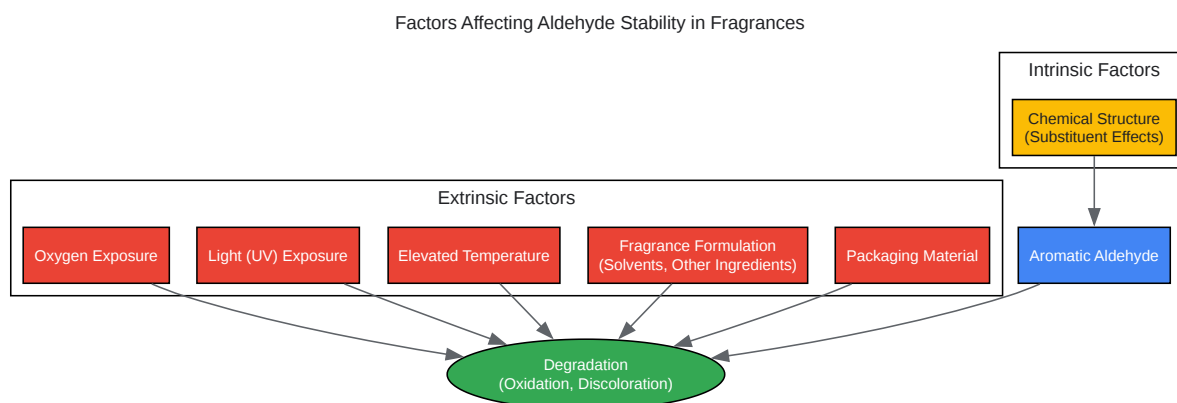 Factors Affecting Aldehyde Stability in Fragrances
Intrinsic Factors
Chemical Structure
(Substituent Effects)
Extrinsic Factors
Oxygen Exposure
Light (UV) Exposure
Elevated Temperature
Fragrance Formulation
(Solvents, Other Ingredients)
Packaging Material
Aromatic Aldehyde
Degradation
(Oxidation, Discoloration)